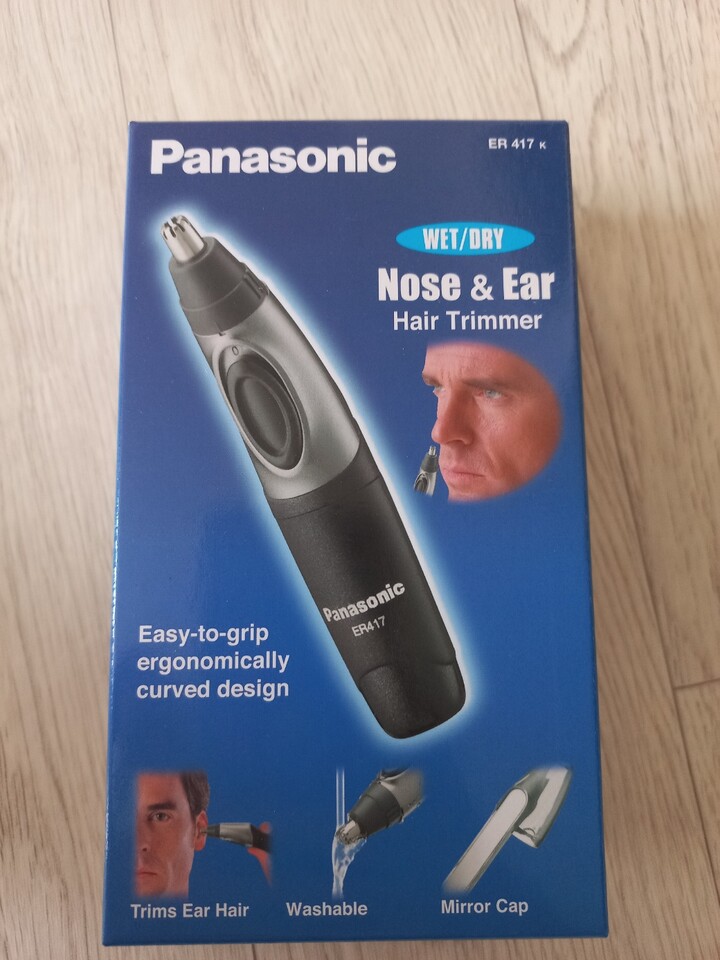 Panasonic
ER 417 K
WET/DRY
Nose & Ear
Hair Trimmer
0
Panasonic
ER417
Easy-to-grip
ergonomically
curved design
Trims Ear Hair
Washable
Mirror Cap